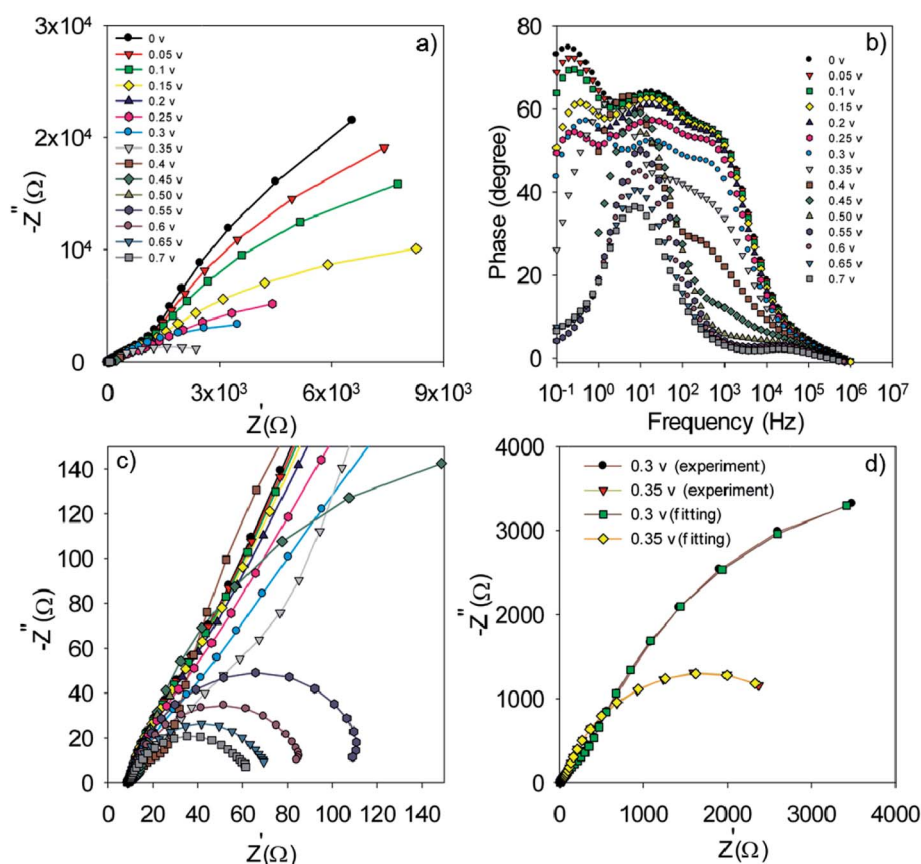 a)
3x10⁴
2x10⁴
10⁴
0
-Z''(Ω)
0 v
0.05 v
0.1 v
0.15 v
0.2 v
0.25 v
0.3 v
0.35 v
0.4 v
0.45 v
0.50 v
0.55 v
0.6 v
0.65 v
0.7 v
0 3x10³ 6x10³ 9x10³
Z'(Ω)
b)
80
60
40
20
0
Phase (degree)
0 v
0.05 v
0.1 v
0.15 v
0.2 v
0.25 v
0.3 v
0.35 v
0.4 v
0.45 v
0.50 v
0.55 v
0.6 v
0.65 v
0.7 v
10⁻¹ 10⁰ 10¹ 10² 10³ 10⁴ 10⁵ 10⁶ 10⁷
Frequency (Hz)
c)
140
120
100
80
60
40
20
0
-Z''(Ω)
20 40 60 80 100 120 140
Z'(Ω)
d)
4000
3000
2000
1000
0
-Z''(Ω)
0.3 v (experiment)
0.35 v (experiment)
0.3 v (fitting)
0.35 v (fitting)
0 1000 2000 3000 4000
Z'(Ω)